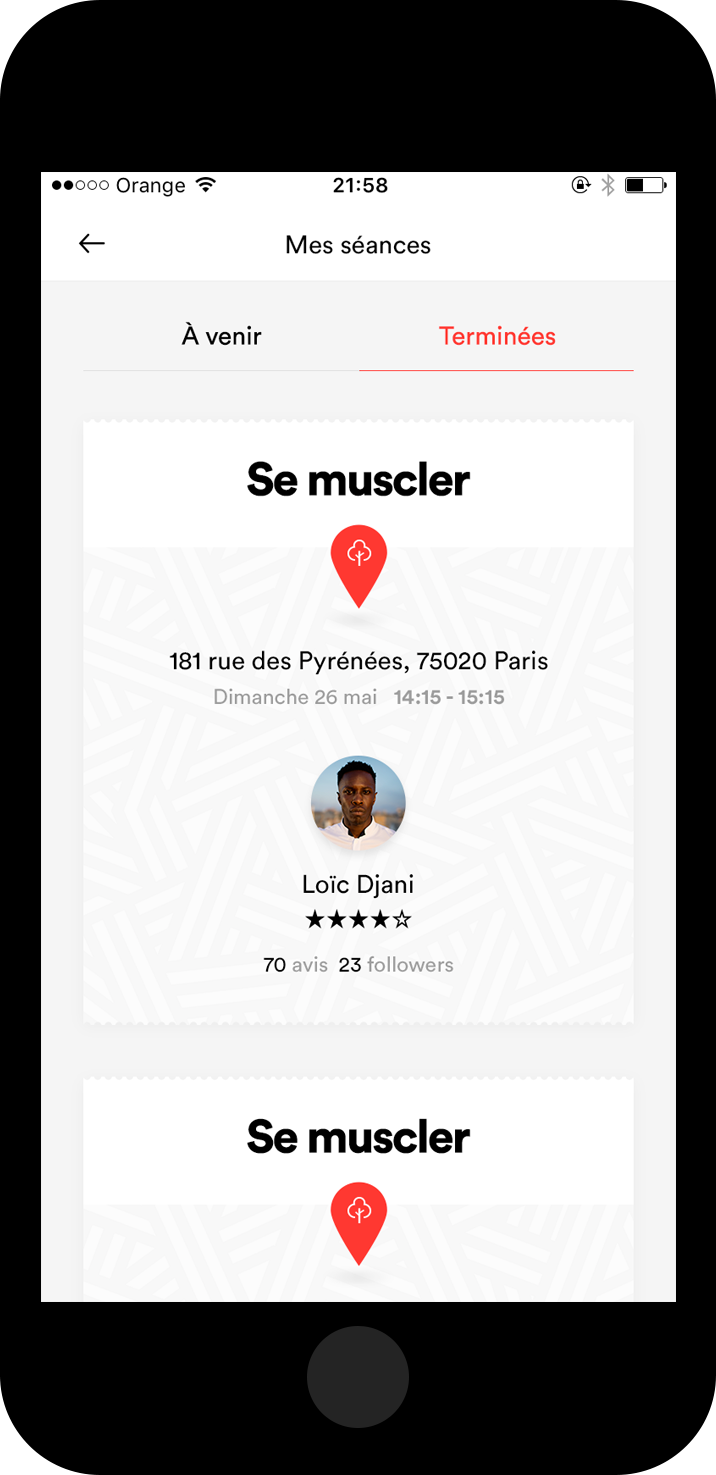 Orange 21:58
Mes séances
À venir Terminées
Se muscler
181 rue des Pyrénées, 75020 Paris
Dimanche 26 mai 14:15 - 15:15
Loïc Djani
★★★★☆
70 avis 23 followers
Se muscler